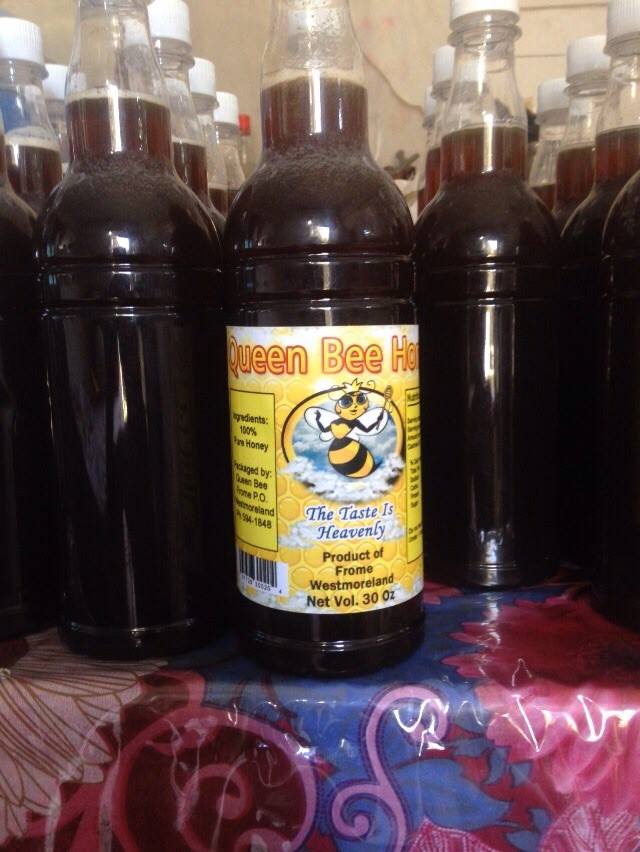 Queen Bee Hon
Ingredients:
100%
Pure Honey
Packaged by:
Queen Bee
Frome P.O.
Westmoreland
594-1848
The Taste Is
Heavenly
Product of
Frome
Westmoreland
Net Vol. 30 Oz